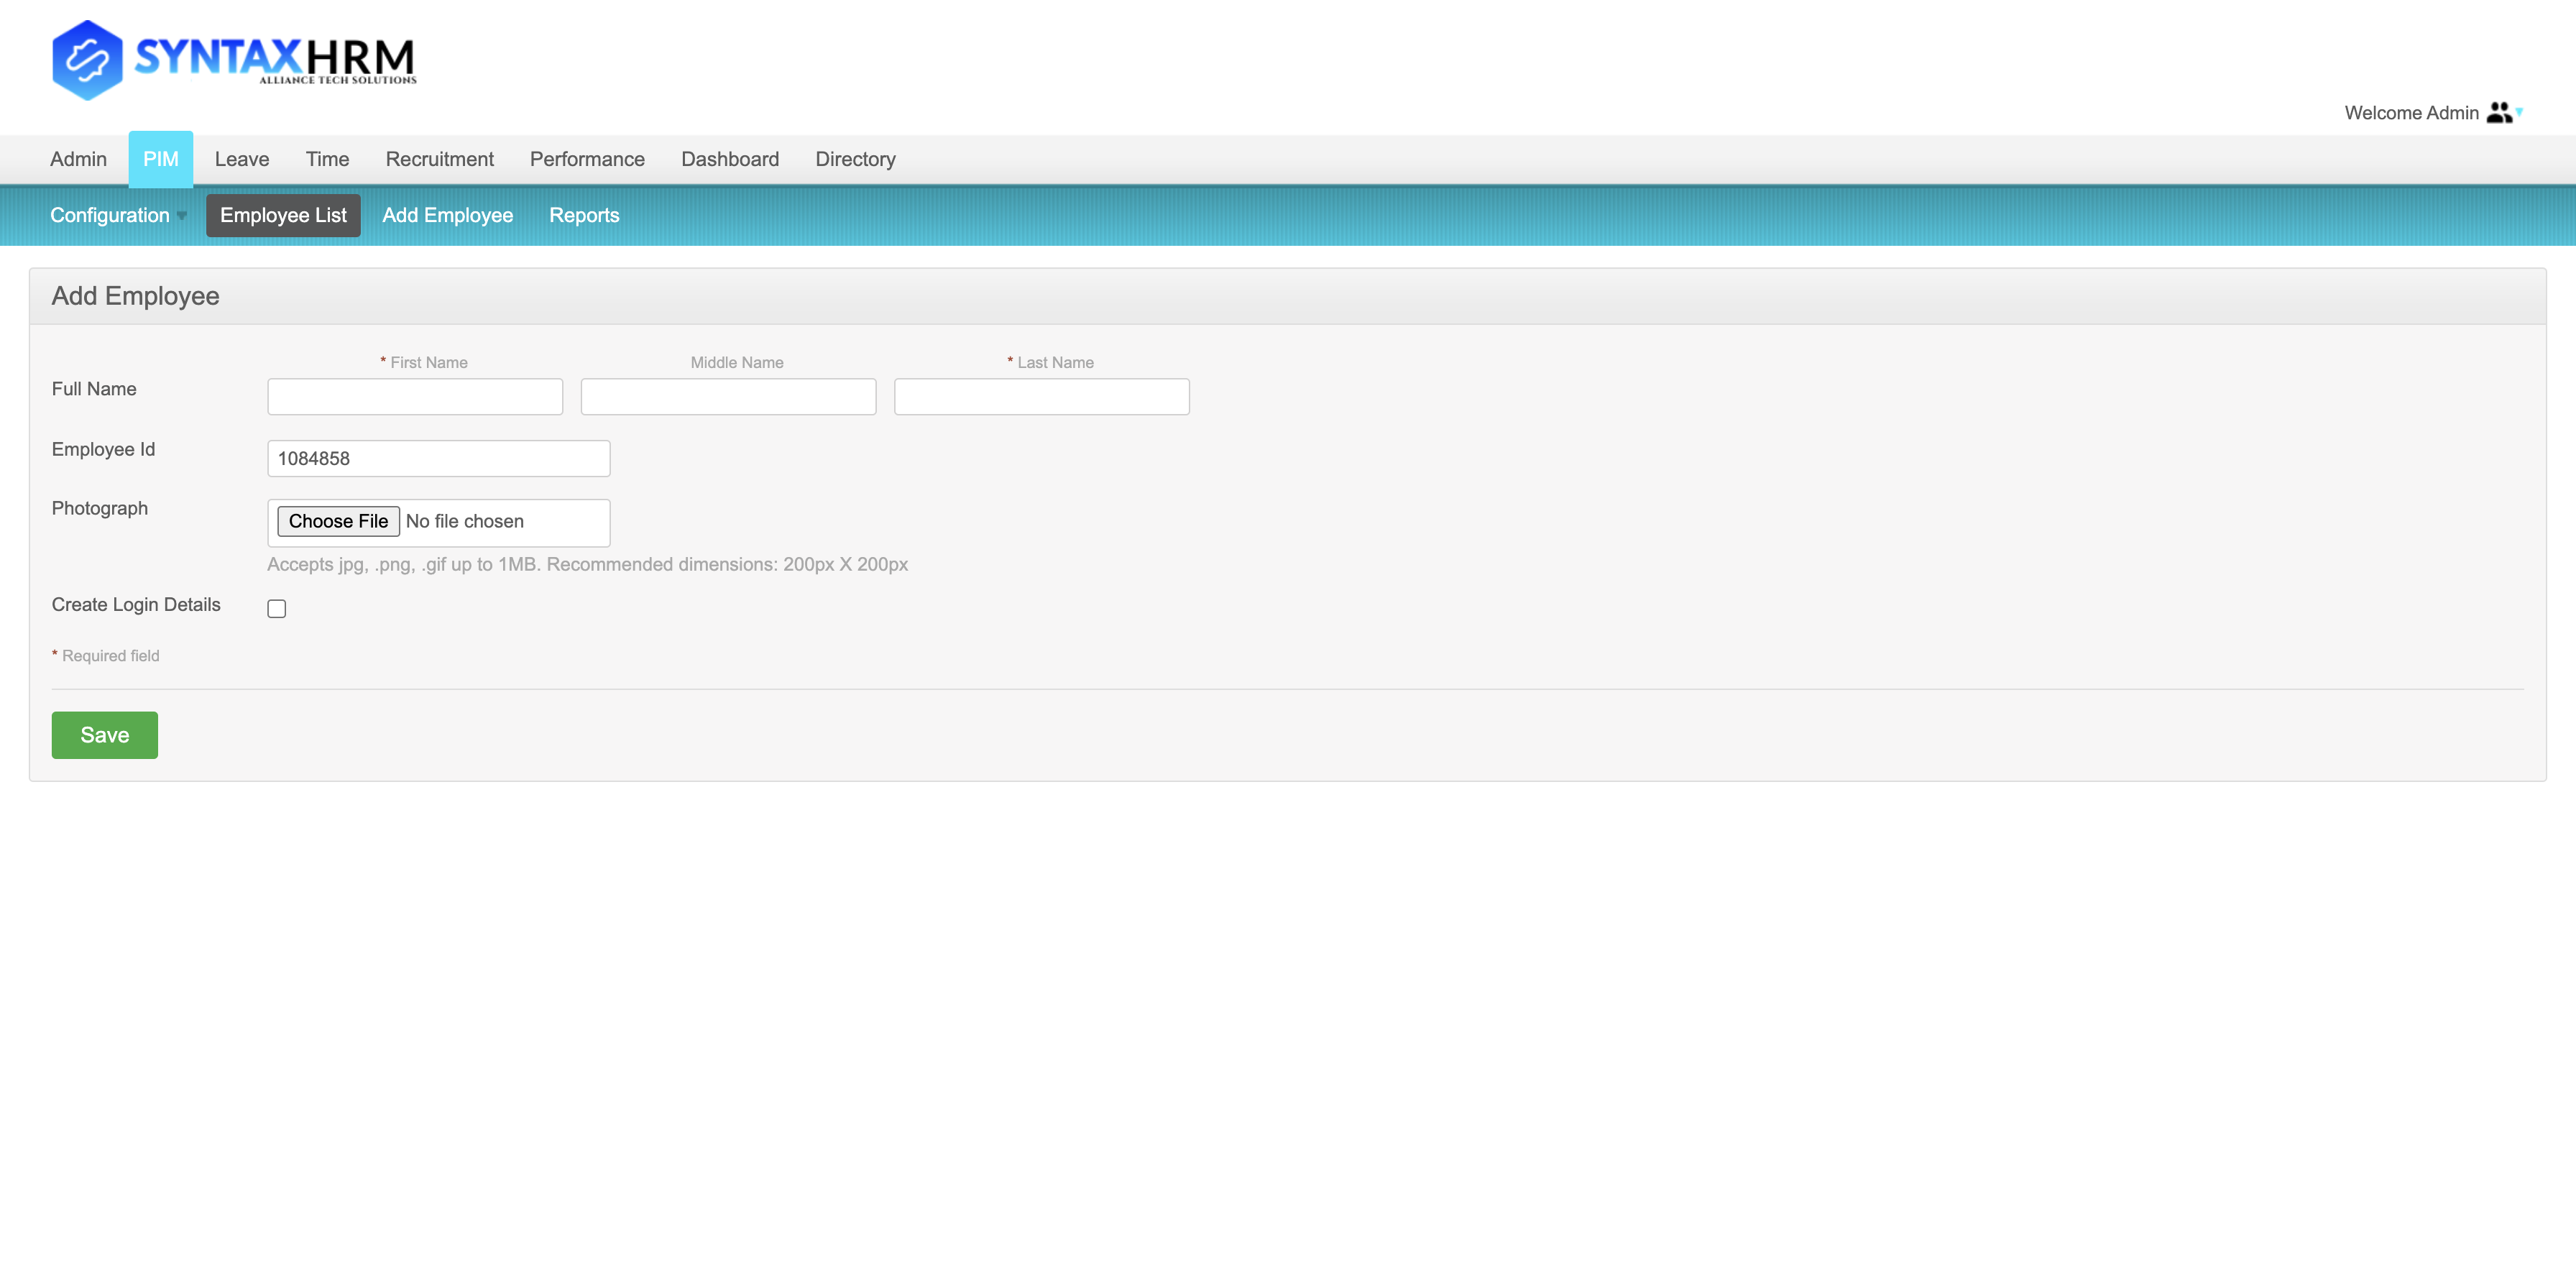 SYNTAXHRM
ALLIANCE TECH SOLUTIONS
Welcome Admin
Admin PIM Leave Time Recruitment Performance Dashboard Directory
Configuration Employee List Add Employee Reports
Add Employee
* First Name Middle Name * Last Name
Full Name
Employee Id 1084858
Photograph Choose File No file chosen
Accepts jpg, .png, .gif up to 1MB. Recommended dimensions: 200px X 200px
Create Login Details
* Required field
Save